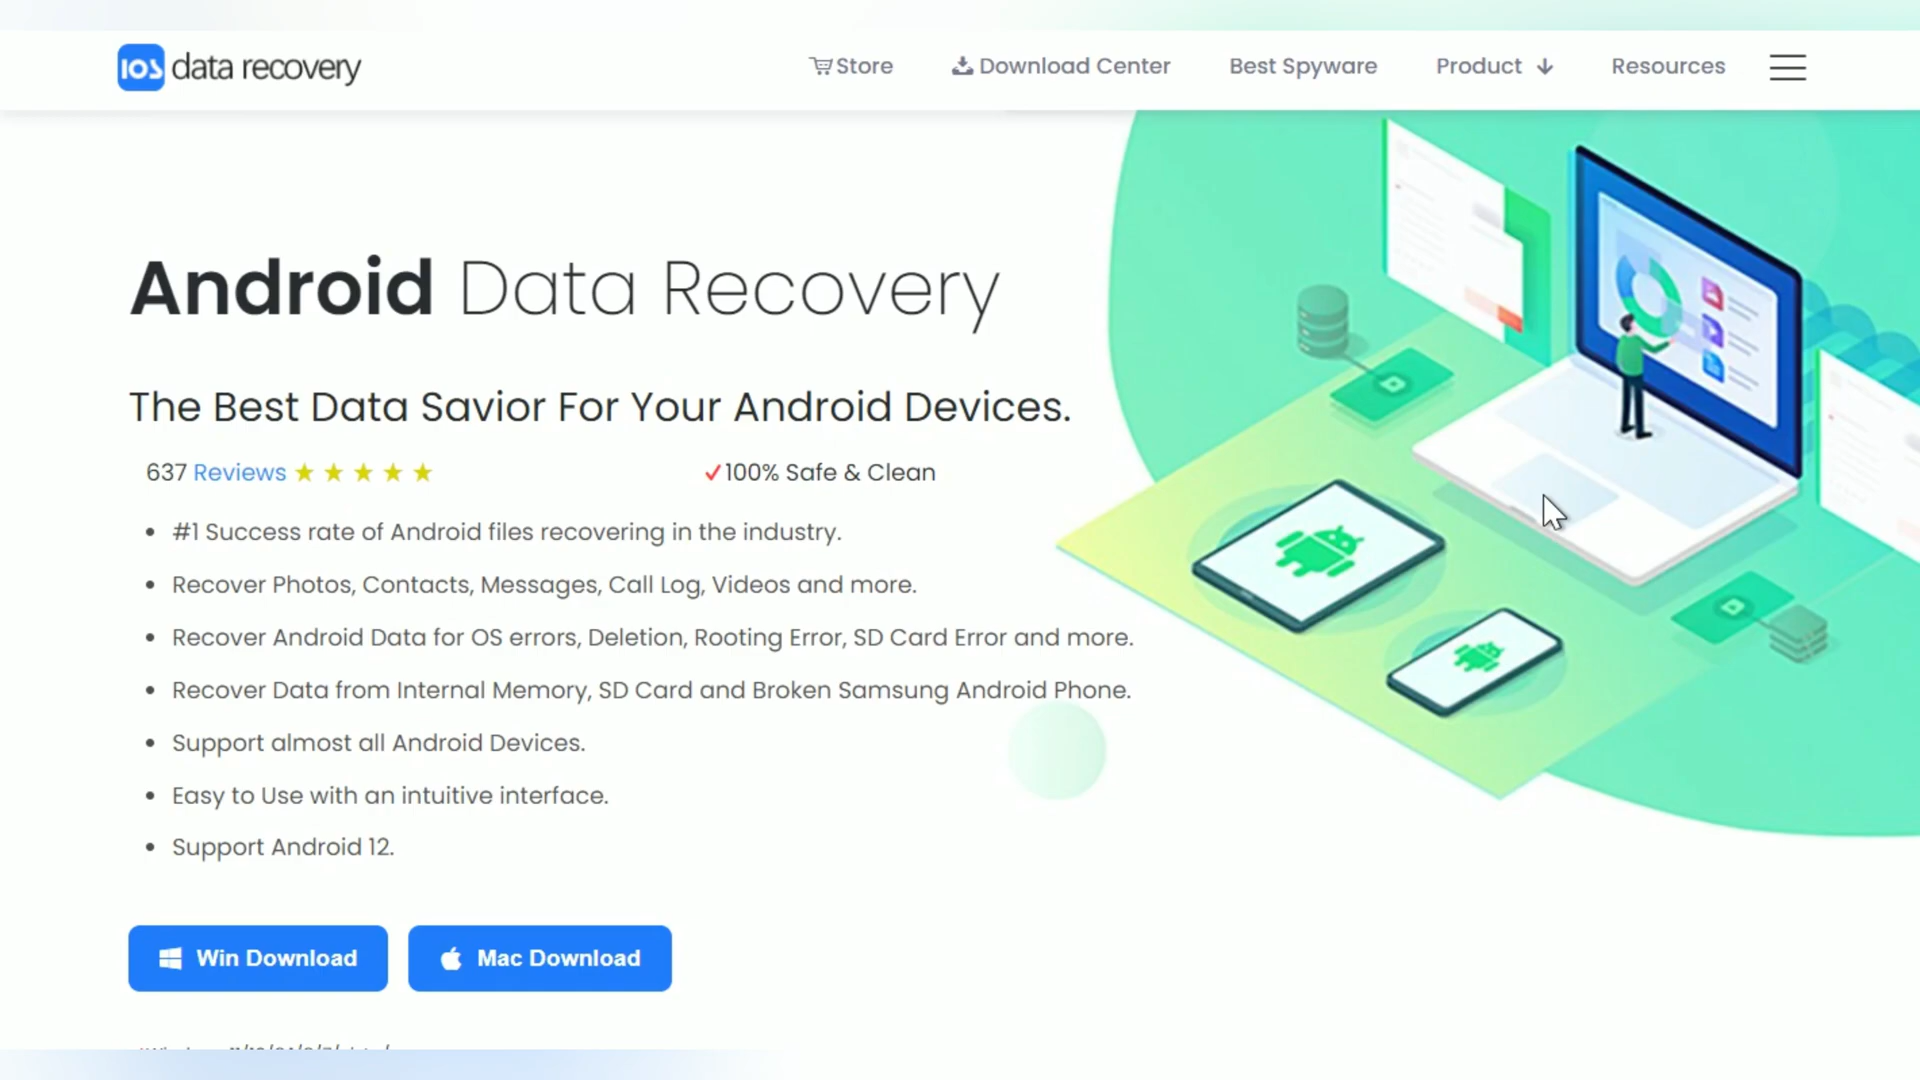 iOS data recovery
Store
Download Center
Best Spyware
Product
Resources
Android Data Recovery
The Best Data Savior For Your Android Devices.
637 Reviews ★★★★★
✓100% Safe & Clean
• #1 Success rate of Android files recovering in the industry.
• Recover Photos, Contacts, Messages, Call Log, Videos and more.
• Recover Android Data for OS errors, Deletion, Rooting Error, SD Card Error and more.
• Recover Data from Internal Memory, SD Card and Broken Samsung Android Phone.
• Support almost all Android Devices.
• Easy to Use with an intuitive interface.
• Support Android 12.
Win Download
Mac Download